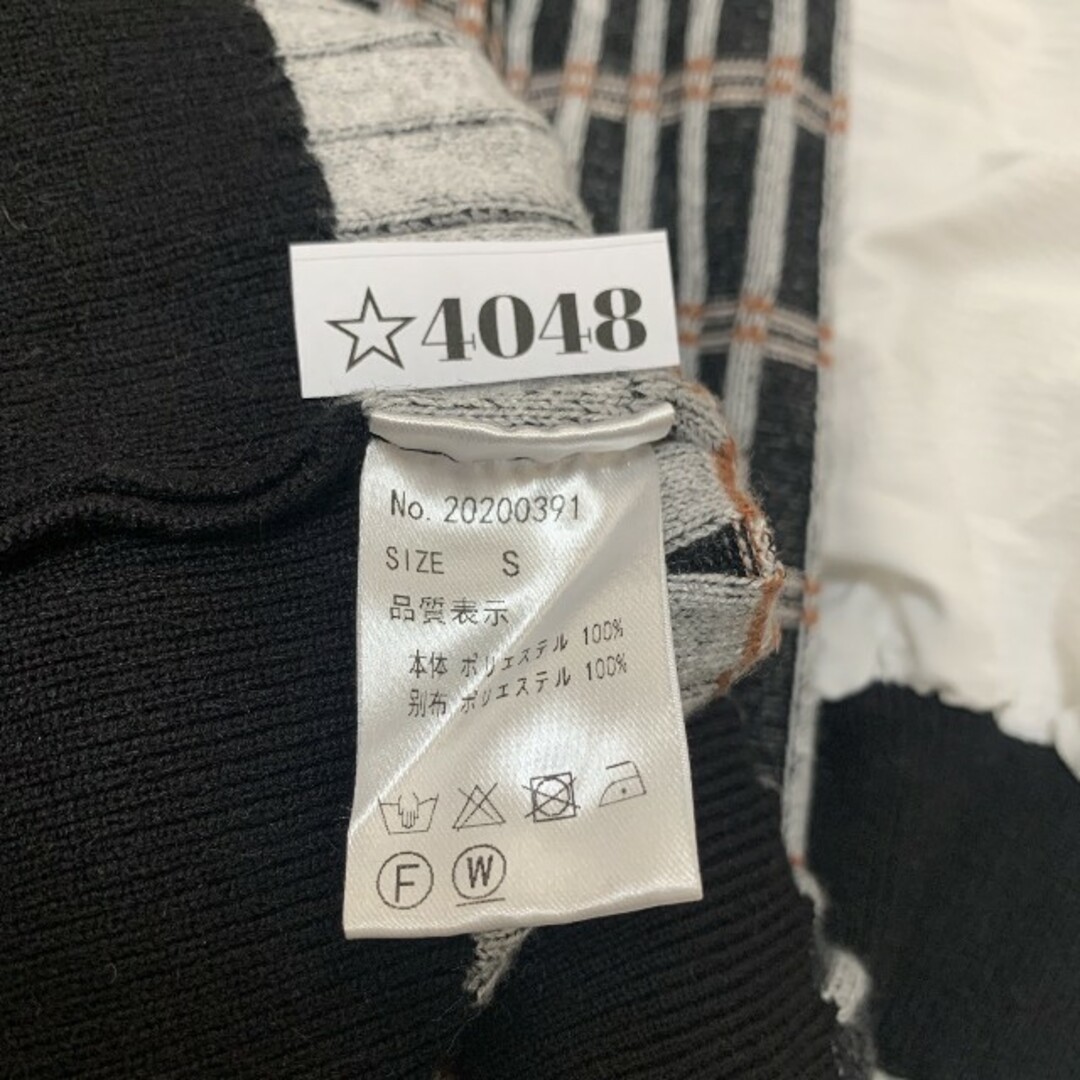 ☆4048
No. 20200391
SIZE S
品質表示
本体 ポリエステル 100%
別布 ポリエステル 100%
F W